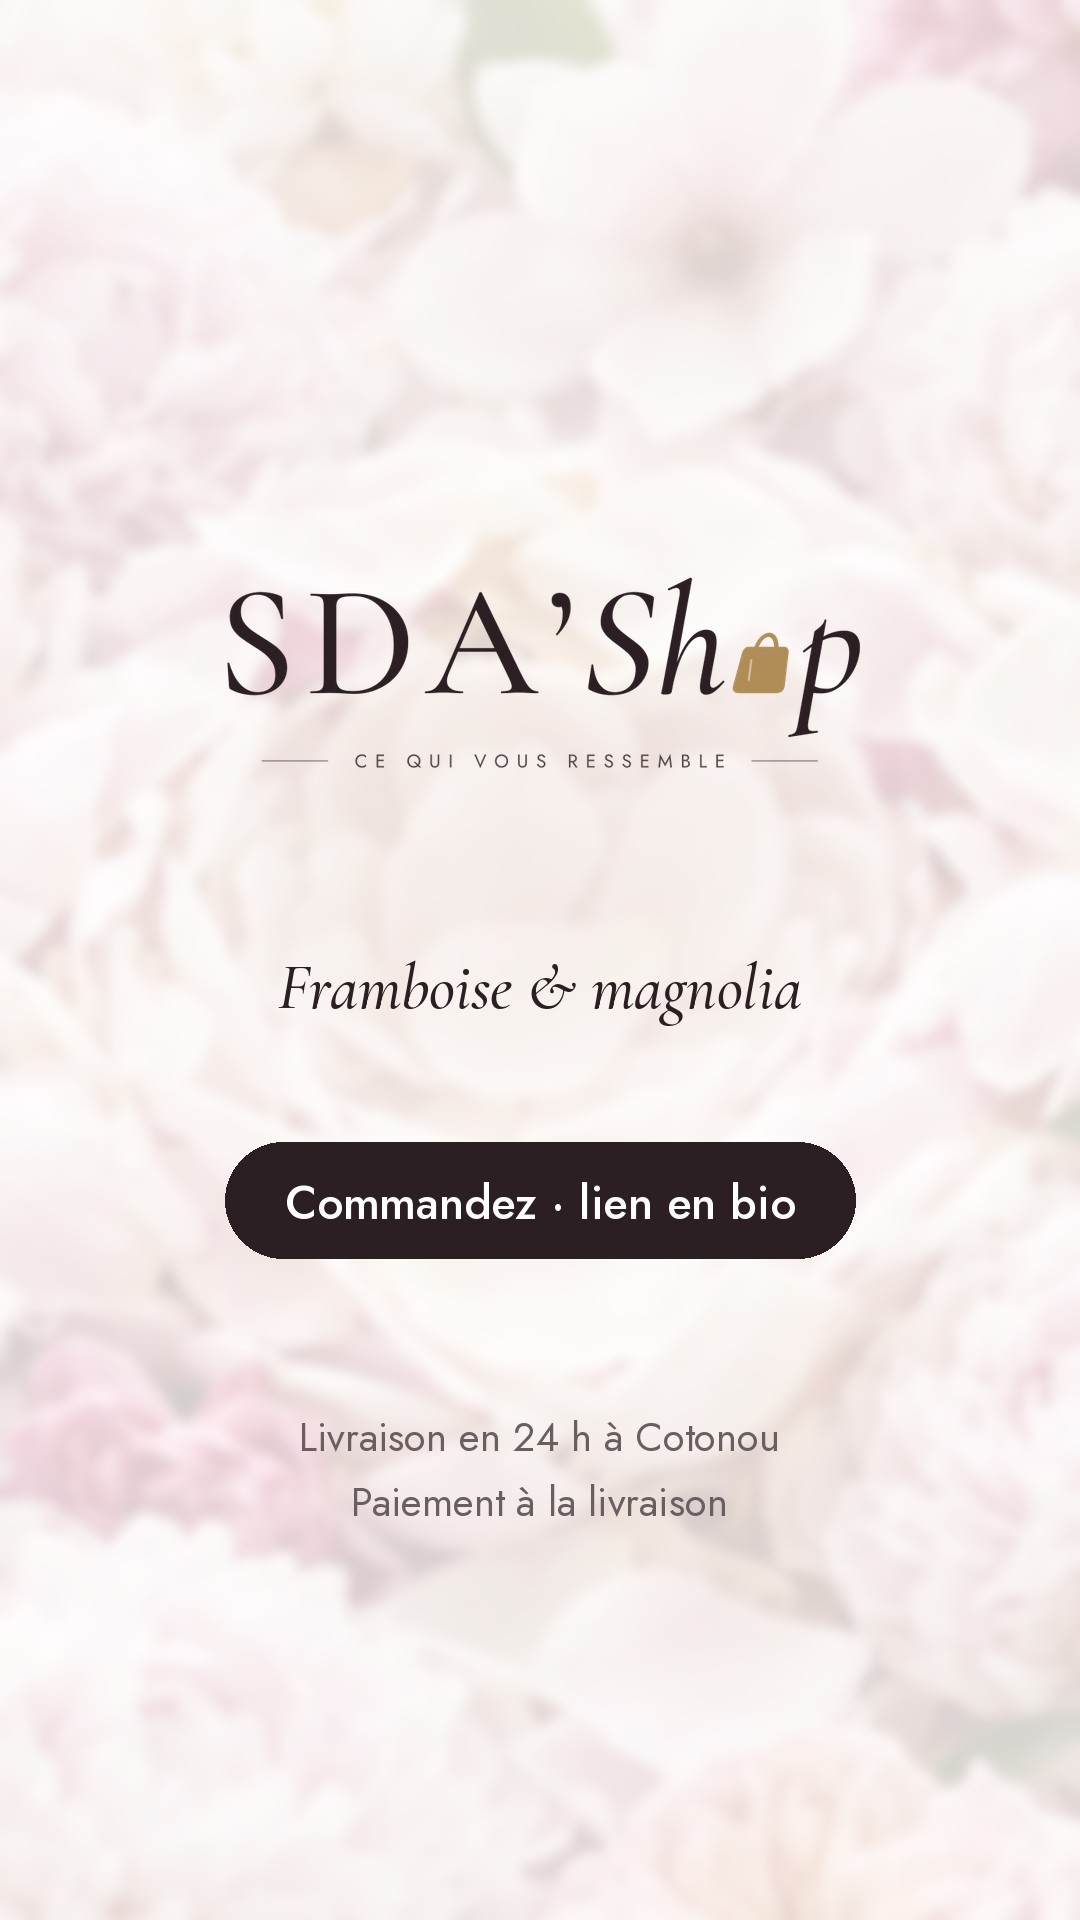 SDA’Shop
CE QUI VOUS RESSEMBLE
Framboise & magnolia
Commandez · lien en bio
Livraison en 24 h à Cotonou
Paiement à la livraison